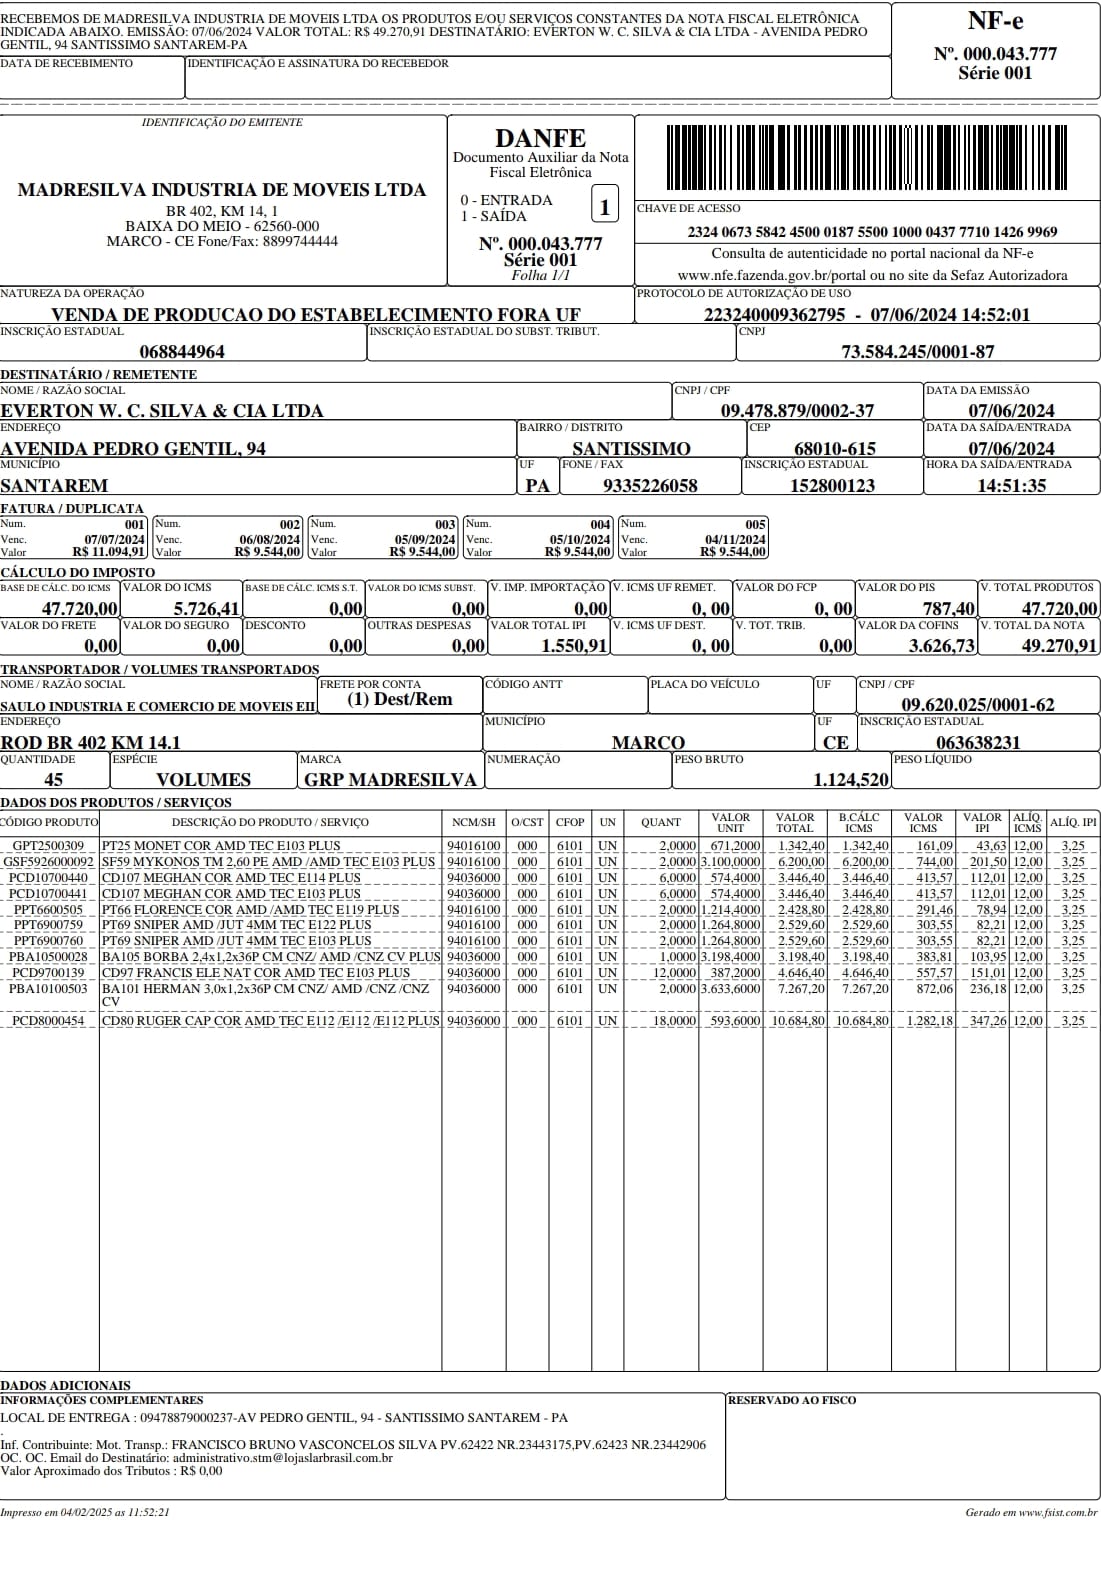 RECEBEMOS DE MADRESILVA INDUSTRIA DE MOVEIS LTDA OS PRODUTOS E/OU SERVIÇOS CONSTANTES DA NOTA FISCAL ELETRÔNICA
INDICADA ABAIXO. EMISSÃO: 07/06/2024 VALOR TOTAL: R$ 49.270,91 DESTINATÁRIO: EVERTON W. C. SILVA & CIA LTDA - AVENIDA PEDRO
GENTIL, 94 SANTISSIMO SANTAREM-PA
DATA DE RECEBIMENTO IDENTIFICAÇÃO E ASSINATURA DO RECEBEDOR
NF-e
Nº. 000.043.777
Série 001
IDENTIFICAÇÃO DO EMITENTE
MADRESILVA INDUSTRIA DE MOVEIS LTDA
BR 402, KM 14, 1
BAIXA DO MEIO - 62560-000
MARCO - CE Fone/Fax: 8899744444
DANFE
Documento Auxiliar da Nota
Fiscal Eletrônica
0 - ENTRADA
1 - SAÍDA
1
Nº. 000.043.777
Série 001
Folha 1/1
CHAVE DE ACESSO
2324 0673 5842 4500 0187 5500 1000 0437 7710 1426 9969
Consulta de autenticidade no portal nacional da NF-e
www.nfe.fazenda.gov.br/portal ou no site da Sefaz Autorizadora
NATUREZA DA OPERAÇÃO PROTOCOLO DE AUTORIZAÇÃO DE USO
VENDA DE PRODUCAO DO ESTABELECIMENTO FORA UF 223240009362795 - 07/06/2024 14:52:01
INSCRIÇÃO ESTADUAL INSCRIÇÃO ESTADUAL DO SUBST. TRIBUT. CNPJ
068844964 73.584.245/0001-87
DESTINATÁRIO / REMETENTE
NOME / RAZÃO SOCIAL CNPJ / CPF DATA DA EMISSÃO
EVERTON W. C. SILVA & CIA LTDA 09.478.879/0002-37 07/06/2024
ENDEREÇO BAIRRO / DISTRITO CEP DATA DA SAÍDA/ENTRADA
AVENIDA PEDRO GENTIL, 94 SANTISSIMO 68010-615 07/06/2024
MUNICÍPIO UF FONE / FAX INSCRIÇÃO ESTADUAL HORA DA SAÍDA/ENTRADA
SANTAREM PA 9335226058 152800123 14:51:35
FATURA / DUPLICATA
Num. 001 Num. 002 Num. 003 Num. 004 Num. 005
Venc. 07/07/2024 Venc. 06/08/2024 Venc. 05/09/2024 Venc. 05/10/2024 Venc. 04/11/2024
Valor R$ 11.094,91 Valor R$ 9.544,00 Valor R$ 9.544,00 Valor R$ 9.544,00 Valor R$ 9.544,00
CÁLCULO DO IMPOSTO
BASE DE CÁLC. DO ICMS VALOR DO ICMS BASE DE CÁLC. ICMS S.T. VALOR DO ICMS SUBST. V. IMP. IMPORTAÇÃO V. ICMS UF REMET. VALOR DO FCP VALOR DO PIS V. TOTAL PRODUTOS
47.720,00 5.726,41 0,00 0,00 0,00 0, 00 0, 00 787,40 47.720,00
VALOR DO FRETE VALOR DO SEGURO DESCONTO OUTRAS DESPESAS VALOR TOTAL IPI V. ICMS UF DEST. V. TOT. TRIB. VALOR DA COFINS V. TOTAL DA NOTA
0,00 0,00 0,00 0,00 1.550,91 0, 00 0,00 3.626,73 49.270,91
TRANSPORTADOR / VOLUMES TRANSPORTADOS
NOME / RAZÃO SOCIAL FRETE POR CONTA CÓDIGO ANTT PLACA DO VEÍCULO UF CNPJ / CPF
SAULO INDUSTRIA E COMERCIO DE MOVEIS EII (1) Dest/Rem 09.620.025/0001-62
ENDEREÇO MUNICÍPIO UF INSCRIÇÃO ESTADUAL
ROD BR 402 KM 14.1 MARCO CE 063638231
QUANTIDADE ESPÉCIE MARCA NUMERAÇÃO PESO BRUTO PESO LÍQUIDO
45 VOLUMES GRP MADRESILVA 1.124,520
DADOS DOS PRODUTOS / SERVIÇOS
CÓDIGO PRODUTO DESCRIÇÃO DO PRODUTO / SERVIÇO NCM/SH O/CST CFOP UN QUANT VALOR UNIT VALOR TOTAL B.CÁLC ICMS VALOR ICMS VALOR IPI ALÍQ. ICMS ALÍQ. IPI
GPT2500309 PT25 MONET COR AMD TEC E103 PLUS 94016100 000 6101 UN 2,0000 671,2000 1.342,40 1.342,40 161,09 43,63 12,00 3,25
GSF5926000092 SF59 MYKONOS TM 2,60 PE AMD /AMD TEC E103 PLUS 94016100 000 6101 UN 2,0000 3.100,0000 6.200,00 6.200,00 744,00 201,50 12,00 3,25
PCD10700440 CD107 MEGHAN COR AMD TEC E114 PLUS 94036000 000 6101 UN 6,0000 574,4000 3.446,40 3.446,40 413,57 112,01 12,00 3,25
PCD10700441 CD107 MEGHAN COR AMD TEC E103 PLUS 94036000 000 6101 UN 6,0000 574,4000 3.446,40 3.446,40 413,57 112,01 12,00 3,25
PPT6600505 PT66 FLORENCE COR AMD /AMD TEC E119 PLUS 94016100 000 6101 UN 2,0000 1.214,4000 2.428,80 2.428,80 291,46 78,94 12,00 3,25
PPT6900759 PT69 SNIPER AMD /JUT 4MM TEC E122 PLUS 94016100 000 6101 UN 2,0000 1.264,8000 2.529,60 2.529,60 303,55 82,21 12,00 3,25
PPT6900760 PT69 SNIPER AMD /JUT 4MM TEC E103 PLUS 94016100 000 6101 UN 2,0000 1.264,8000 2.529,60 2.529,60 303,55 82,21 12,00 3,25
PBA10500028 BA105 BORBA 2,4x1,2x36P CM CNZ/ AMD /CNZ CV PLUS 94036000 000 6101 UN 1,0000 3.198,4000 3.198,40 3.198,40 383,81 103,95 12,00 3,25
PCD9700139 CD97 FRANCIS ELE NAT COR AMD TEC E103 PLUS 94036000 000 6101 UN 12,0000 387,2000 4.646,40 4.646,40 557,57 151,01 12,00 3,25
PBA10100503 BA101 HERMAN 3,0x1,2x36P CM CNZ/ AMD /CNZ /CNZ 94036000 000 6101 UN 2,0000 3.633,6000 7.267,20 7.267,20 872,06 236,18 12,00 3,25
CV
PCD8000454 CD80 RUGER CAP COR AMD TEC E112 /E112 /E112 PLUS 94036000 000 6101 UN 18,0000 593,6000 10.684,80 10.684,80 1.282,18 347,26 12,00 3,25
DADOS ADICIONAIS
INFORMAÇÕES COMPLEMENTARES RESERVADO AO FISCO
LOCAL DE ENTREGA : 09478879000237-AV PEDRO GENTIL, 94 - SANTISSIMO SANTAREM - PA
.
Inf. Contribuinte: Mot. Transp.: FRANCISCO BRUNO VASCONCELOS SILVA PV.62422 NR.23443175,PV.62423 NR.23442906
OC. OC. Email do Destinatário: administrativo.stm@lojaslarbrasil.com.br
Valor Aproximado dos Tributos : R$ 0,00
Impresso em 04/02/2025 as 11:52:21 Gerado em www.fsist.com.br